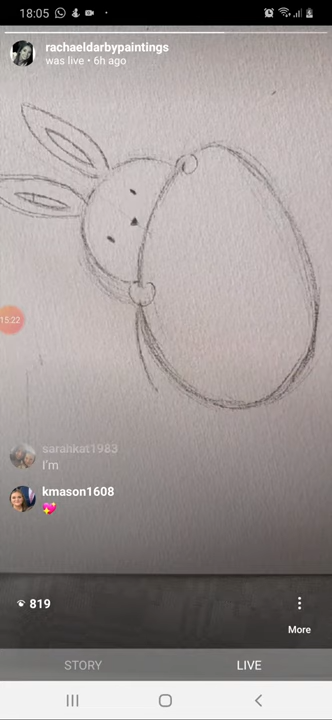 18:05
rachaeldarbypaintings
was live • 6h ago
15:22
sarahkat1983
I'm
kmason1608
819
More
STORY
LIVE